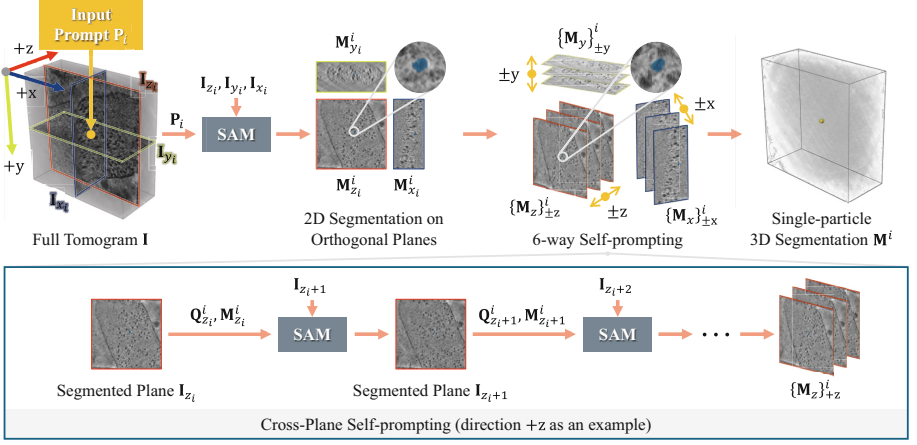 Input
Prompt P_i
+z
+x
+y
I_{z_i}
I_{y_i}
I_{x_i}
P_i
I_{z_i}, I_{y_i}, I_{x_i}
SAM
M^i_{y_i}
M^i_{z_i}
M^i_{x_i}
{M_y}^i_{±y}
±y
±x
±z
{M_z}^i_{±z}
{M_x}^i_{±x}
Full Tomogram I
2D Segmentation on
Orthogonal Planes
6-way Self-prompting
Single-particle
3D Segmentation M^i
I_{z_i+1}
I_{z_i+2}
Q^i_{z_i}, M^i_{z_i}
SAM
Q^i_{z_i+1}, M^i_{z_i+1}
SAM
• • •
Segmented Plane I_{z_i}
Segmented Plane I_{z_i+1}
{M_z}^i_{+z}
Cross-Plane Self-prompting (direction +z as an example)